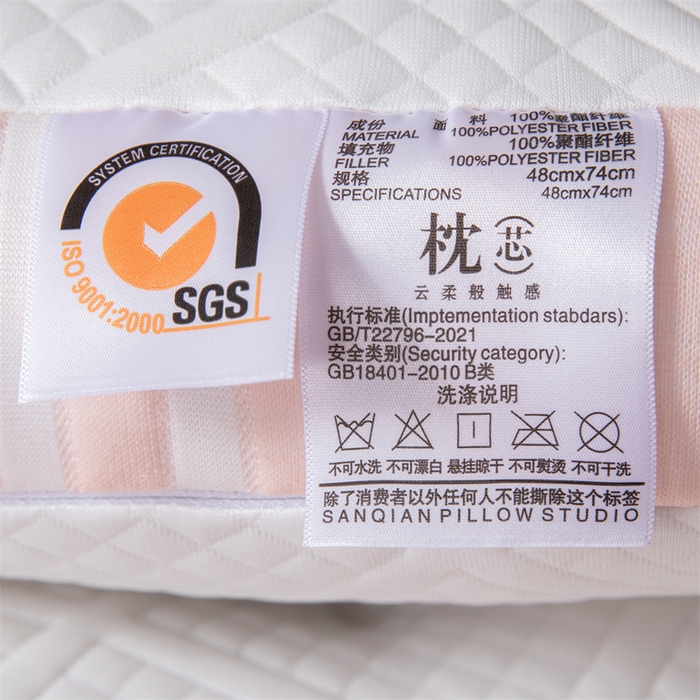 SYSTEM CERTIFICATION
ISO 9001:2000
SGS
成份 面 料 100%聚酯纤维
MATERIAL 100%POLYESTER FIBER
填充物 100%聚酯纤维
FILLER 100%POLYESTER FIBER
规格 48cmx74cm
SPECIFICATIONS 48cmx74cm
枕(芯)
云柔般触感
执行标准(Imptementation stabdars):
GB/T22796-2021
安全类别(Security category):
GB18401-2010 B类
洗涤说明
不可水洗 不可漂白 悬挂晾干 不可熨烫 不可干洗
除了消费者以外任何人不能撕除这个标签
SANQIAN PILLOW STUDIO